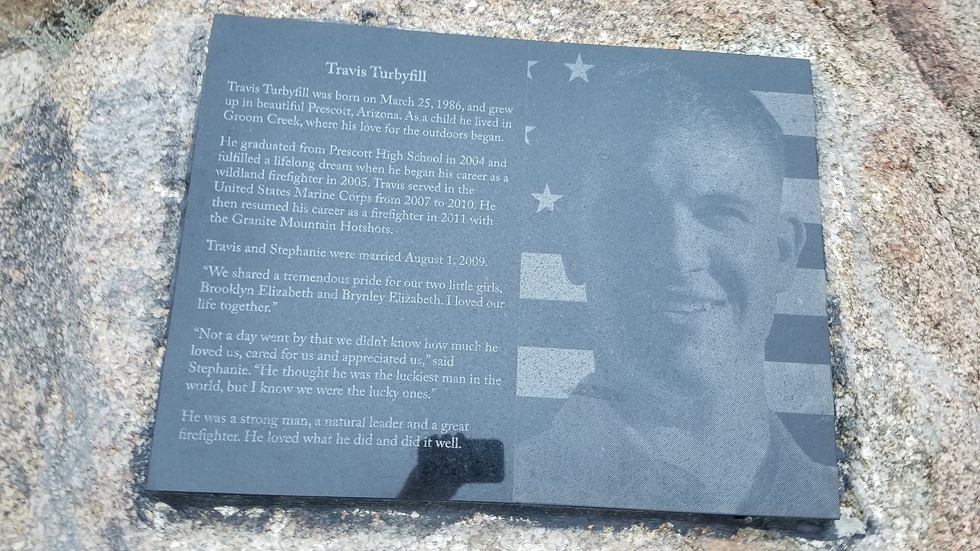 Travis Turbyfill
Travis Turbyfill was born on March 25, 1986, and grew
up in beautiful Prescott, Arizona. As a child he lived in
Groom Creek, where his love for the outdoors began.
He graduated from Prescott High School in 2004 and
fulfilled a lifelong dream when he began his career as a
wildland firefighter in 2005. Travis served in the
United States Marine Corps from 2007 to 2010. He
then resumed his career as a firefighter in 2011 with
the Granite Mountain Hotshots.
Travis and Stephanie were married August 1, 2009.
“We shared a tremendous pride for our two little girls,
Brooklyn Elizabeth and Brynley Elizabeth. I loved our
life together.”
“Not a day went by that we didn’t know how much he
loved us, cared for us and appreciated us,” said
Stephanie. “He thought he was the luckiest man in the
world, but I know we were the lucky ones.”
He was a strong man, a natural leader and a great
firefighter. He loved what he did and did it well.